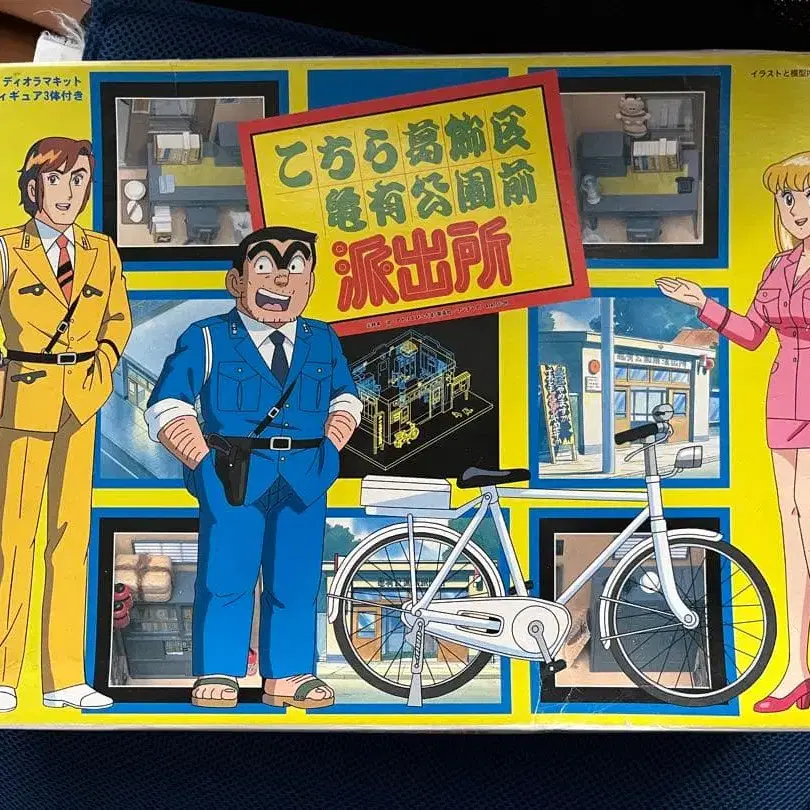 ディオラマキット
ィギュア3体付き
イラストと模型内
こちら葛飾区
亀有公園前
派出所